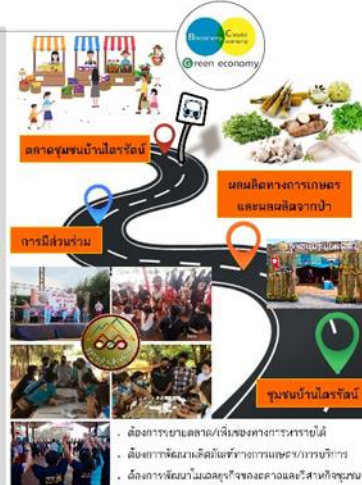 Bioeconomy
Circular
economy
Green economy
ตลาดชุมชนบ้านไตรรัตน์
ผลผลิตทางการเกษตร
และผลผลิตจากป่า
การมีส่วนร่วม
ชุมชนบ้านไตรรัตน์
- ต้องการขยายตลาด/เพิ่มช่องทางการหารายได้
- ต้องการพัฒนาผลิตภัณฑ์ทางการเกษตร/การบริการ
- ต้องการพัฒนาโมเดลธุรกิจของตลาดและวิสาหกิจชุมชน